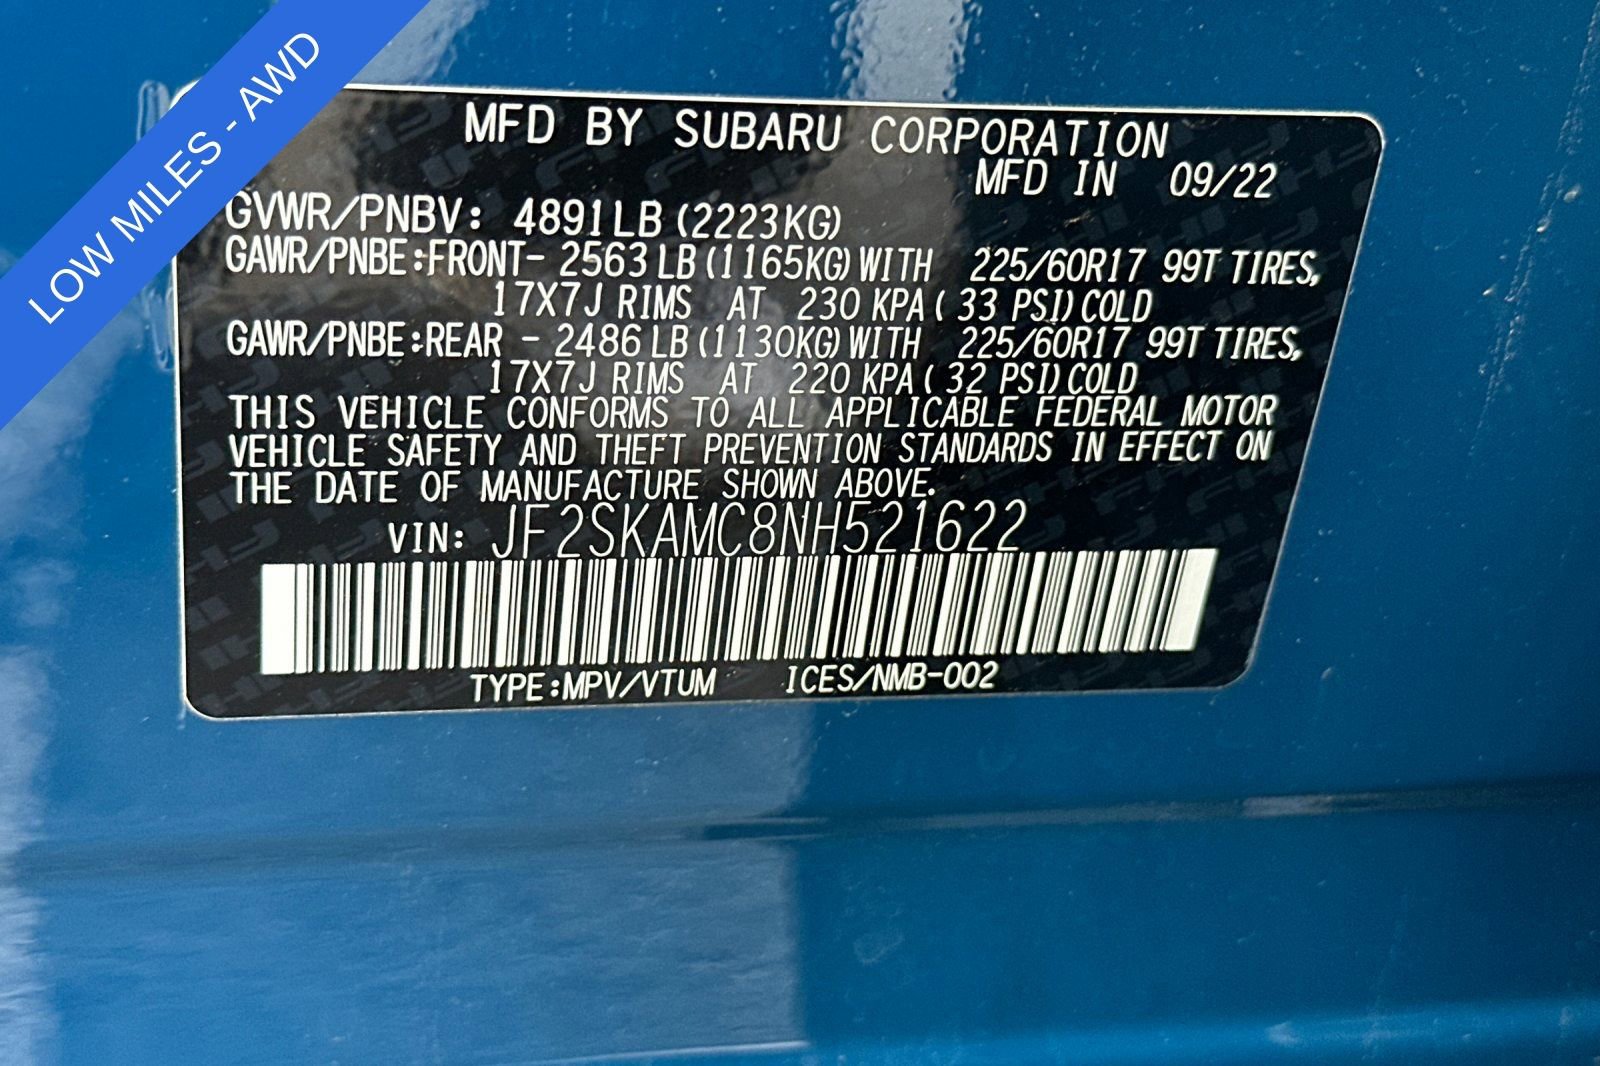 LOW MILES - AWD
MFD BY SUBARU CORPORATION
MFD IN 09/22
GVWR/PNBV: 4891LB (2223KG)
GAWR/PNBE:FRONT- 2563 LB (1165KG) WITH 225/60R17 99T TIRES,
17X7J RIMS AT 230 KPA ( 33 PSI) COLD
GAWR/PNBE:REAR - 2486 LB (1130KG) WITH 225/60R17 99T TIRES,
17X7J RIMS AT 220 KPA ( 32 PSI) COLD
THIS VEHICLE CONFORMS TO ALL APPLICABLE FEDERAL MOTOR
VEHICLE SAFETY AND THEFT PREVENTION STANDARDS IN EFFECT ON
THE DATE OF MANUFACTURE SHOWN ABOVE.
VIN: JF2SKAMC8NH521622
TYPE:MPV/VTUM ICES/NMB-002